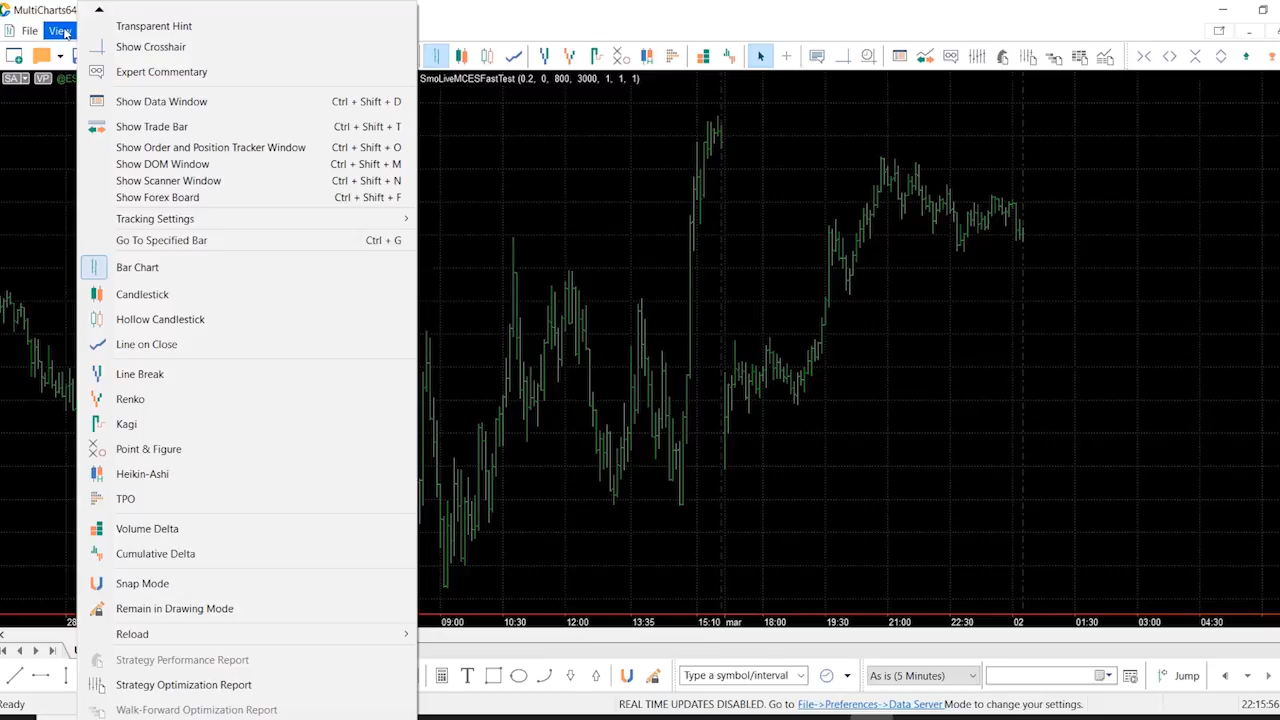 MultiCharts64
File
View
Transparent Hint
Show Crosshair
Expert Commentary
Show Data Window Ctrl + Shift + D
Show Trade Bar Ctrl + Shift + T
Show Order and Position Tracker Window Ctrl + Shift + O
Show DOM Window Ctrl + Shift + M
Show Scanner Window Ctrl + Shift + N
Show Forex Board Ctrl + Shift + F
Tracking Settings
Go To Specified Bar Ctrl + G
Bar Chart
Candlestick
Hollow Candlestick
Line on Close
Line Break
Renko
Kagi
Point & Figure
Heikin-Ashi
TPO
Volume Delta
Cumulative Delta
Snap Mode
Remain in Drawing Mode
Reload
Strategy Performance Report
Strategy Optimization Report
Walk-Forward Optimization Report
SA VP @ES
SmoLiveMCESFastTest (0.2, 0, 800, 3000, 1, 1, 1)
28
09:00 10:30 12:00 13:35 15:10 mar 18:00 19:30 21:00 22:30 02 01:30 03:00 04:30
T
Type a symbol/interval
As is (5 Minutes)
Jump
Ready
REAL TIME UPDATES DISABLED. Go to File->Preferences->Data Server Mode to change your settings.
22:15:56